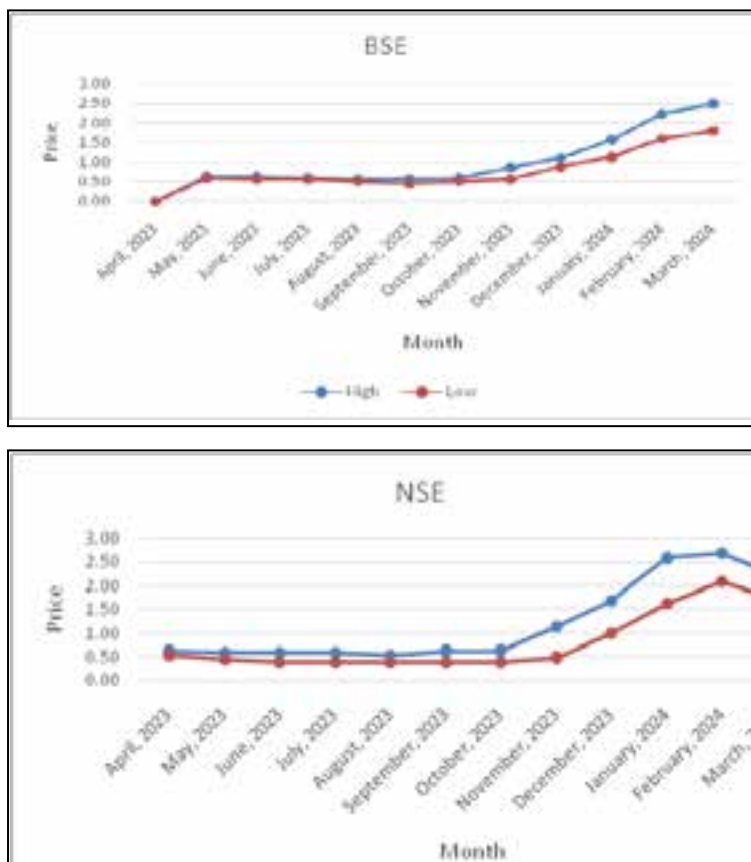 BSE
3.00
2.50
2.00
1.50
1.00
0.50
0.00
Price
April, 2023
May, 2023
June, 2023
July, 2023
August, 2023
September, 2023
October, 2023
November, 2023
December, 2023
January, 2024
February, 2024
March, 2024
Month
High
Low
NSE
3.00
2.50
2.00
1.50
1.00
0.50
0.00
Price
April, 2023
May, 2023
June, 2023
July, 2023
August, 2023
September, 2023
October, 2023
November, 2023
December, 2023
January, 2024
February, 2024
March, 2
Month